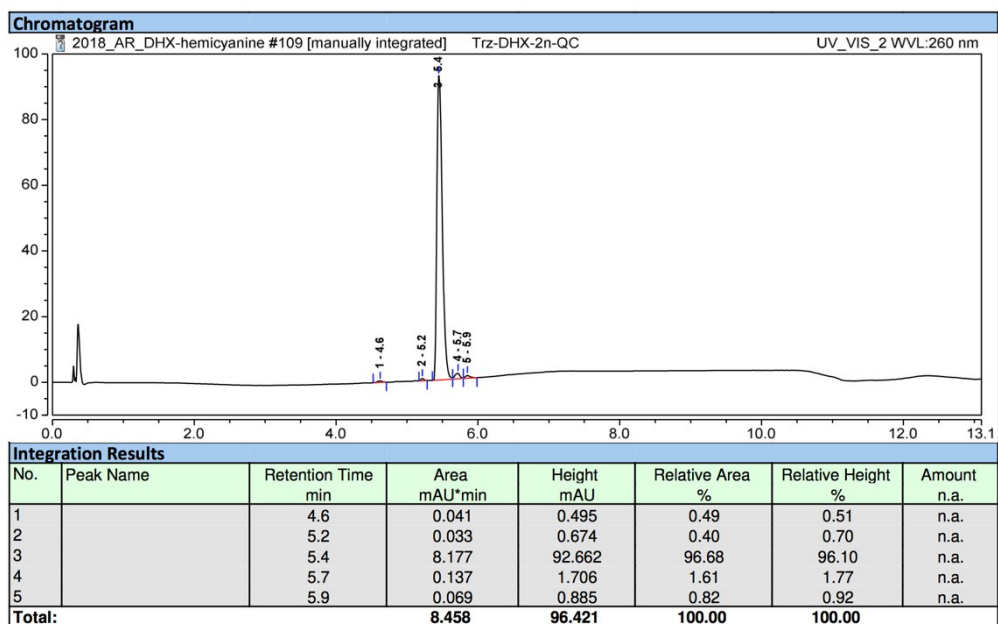 Chromatogram
2018_AR_DHX-hemicyanine #109 [manually integrated] Trz-DHX-2n-QC UV_VIS_2 WVL:260 nm
100
80
60
40
20
0
-10
1 - 4.6
2 - 5.2
3 - 5.4
4 - 5.7
5 - 5.9
0.0 2.0 4.0 6.0 8.0 10.0 12.0 13.1
Integration Results
No. Peak Name Retention Time Area Height Relative Area Relative Height Amount
min mAU*min mAU % % n.a.
1 4.6 0.041 0.495 0.49 0.51 n.a.
2 5.2 0.033 0.674 0.40 0.70 n.a.
3 5.4 8.177 92.662 96.68 96.10 n.a.
4 5.7 0.137 1.706 1.61 1.77 n.a.
5 5.9 0.069 0.885 0.82 0.92 n.a.
Total: 8.458 96.421 100.00 100.00